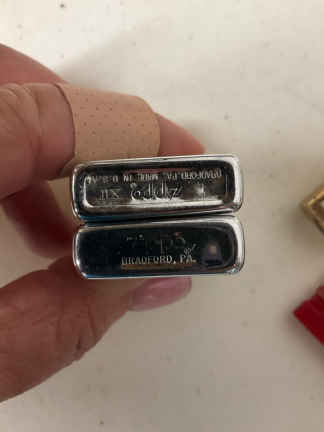 BRADFORD, PA. MADE IN U.S.A.
zippo XII
zippo
BRADFORD, PA.